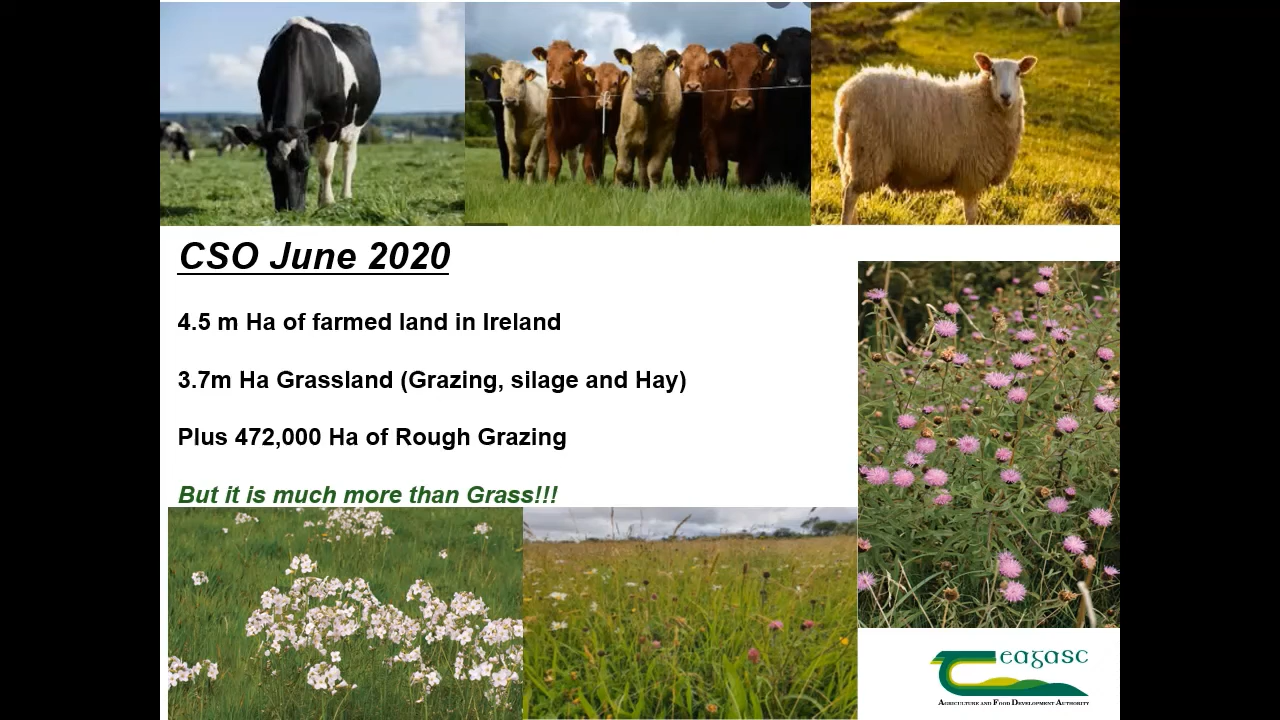 CSO June 2020
4.5 m Ha of farmed land in Ireland
3.7m Ha Grassland (Grazing, silage and Hay)
Plus 472,000 Ha of Rough Grazing
But it is much more than Grass!!!
Teagasc
Agriculture and Food Development Authority